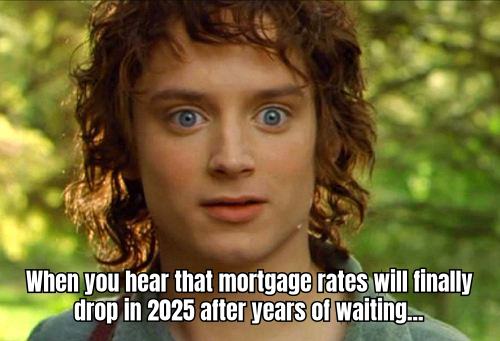 When you hear that mortgage rates will finally
drop in 2025 after years of waiting...